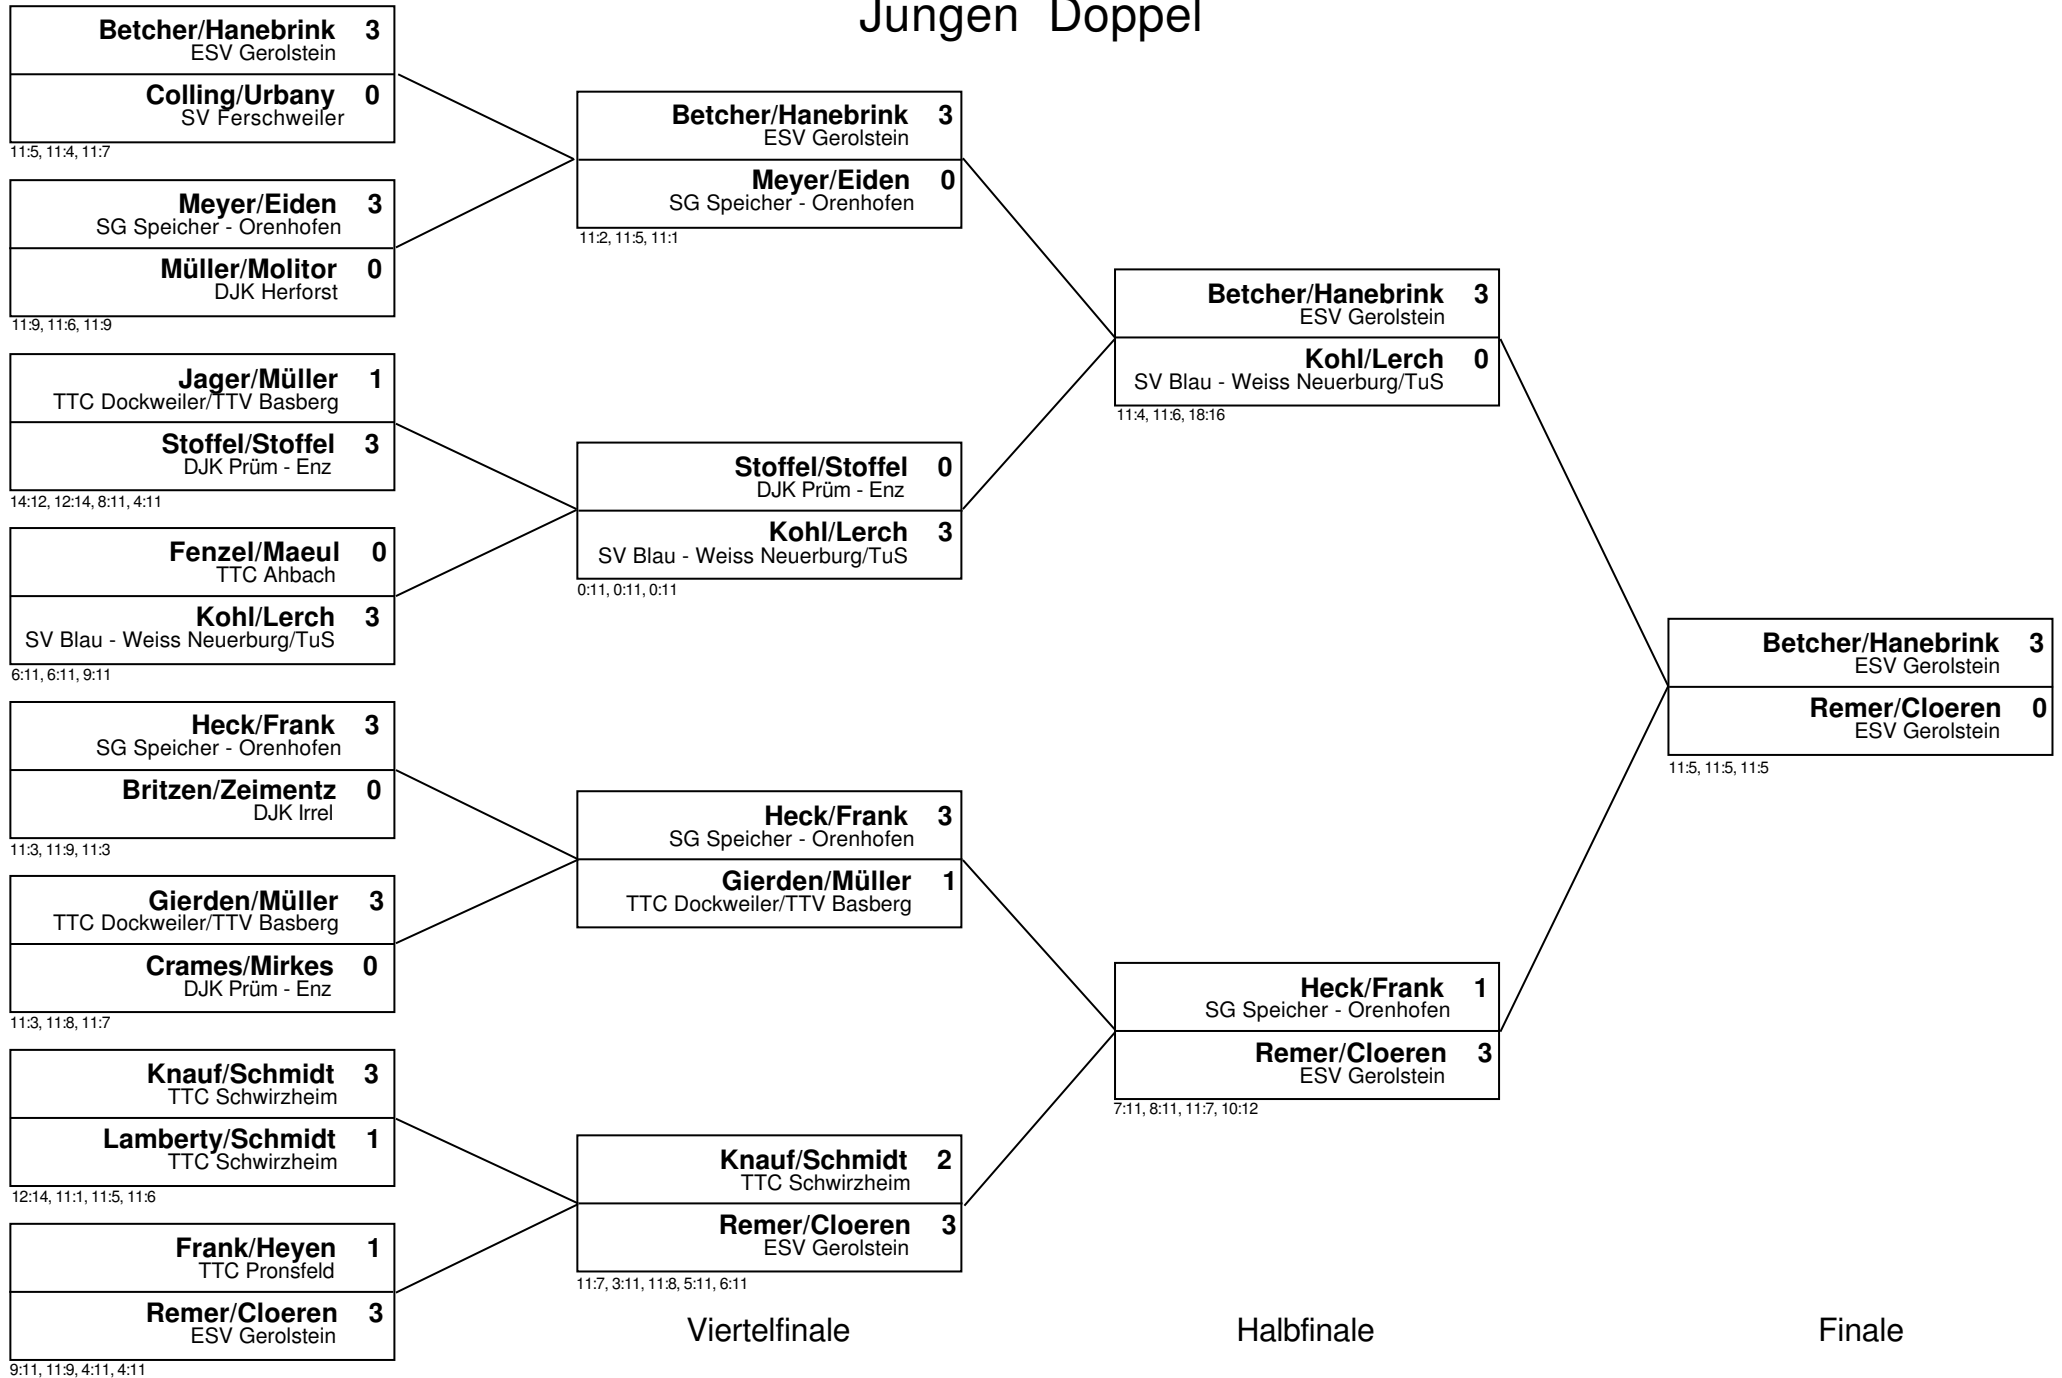 Jungen Doppel
Betcher/Hanebrink 3
ESV Gerolstein
Colling/Urbany 0
SV Ferschweiler
11:5, 11:4, 11:7
Meyer/Eiden 3
SG Speicher - Orenhofen
Müller/Molitor 0
DJK Herforst
11:9, 11:6, 11:9
Jager/Müller 1
TTC Dockweiler/TTV Basberg
Stoffel/Stoffel 3
DJK Prüm - Enz
14:12, 12:14, 8:11, 4:11
Fenzel/Maeul 0
TTC Ahbach
Kohl/Lerch 3
SV Blau - Weiss Neuerburg/TuS
6:11, 6:11, 9:11
Heck/Frank 3
SG Speicher - Orenhofen
Britzen/Zeimentz 0
DJK Irrel
11:3, 11:9, 11:3
Gierden/Müller 3
TTC Dockweiler/TTV Basberg
Crames/Mirkes 0
DJK Prüm - Enz
11:3, 11:8, 11:7
Knauf/Schmidt 3
TTC Schwirzheim
Lamberty/Schmidt 1
TTC Schwirzheim
12:14, 11:1, 11:5, 11:6
Frank/Heyen 1
TTC Pronsfeld
Remer/Cloeren 3
ESV Gerolstein
9:11, 11:9, 4:11, 4:11
Betcher/Hanebrink 3
ESV Gerolstein
Meyer/Eiden 0
SG Speicher - Orenhofen
11:2, 11:5, 11:1
Stoffel/Stoffel 0
DJK Prüm - Enz
Kohl/Lerch 3
SV Blau - Weiss Neuerburg/TuS
0:11, 0:11, 0:11
Heck/Frank 3
SG Speicher - Orenhofen
Gierden/Müller 1
TTC Dockweiler/TTV Basberg
Knauf/Schmidt 2
TTC Schwirzheim
Remer/Cloeren 3
ESV Gerolstein
11:7, 3:11, 11:8, 5:11, 6:11
Viertelfinale
Betcher/Hanebrink 3
ESV Gerolstein
Kohl/Lerch 0
SV Blau - Weiss Neuerburg/TuS
11:4, 11:6, 18:16
Heck/Frank 1
SG Speicher - Orenhofen
Remer/Cloeren 3
ESV Gerolstein
7:11, 8:11, 11:7, 10:12
Halbfinale
Betcher/Hanebrink 3
ESV Gerolstein
Remer/Cloeren 0
ESV Gerolstein
11:5, 11:5, 11:5
Finale